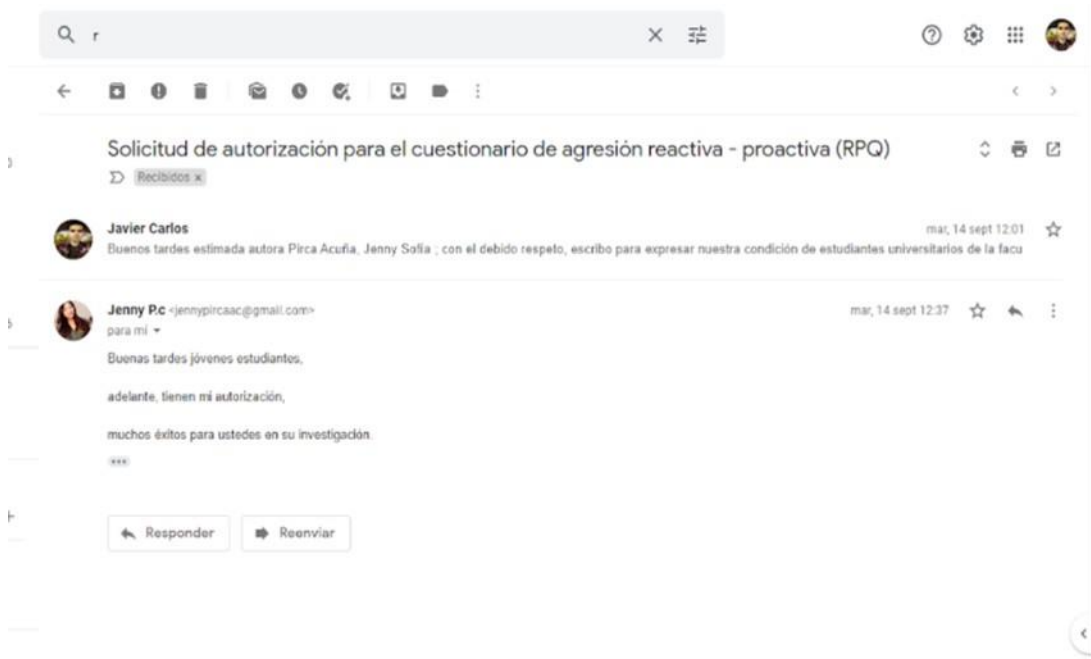 r
Solicitud de autorización para el cuestionario de agresión reactiva - proactiva (RPQ)
Recibidos x
Javier Carlos
mar, 14 sept 12:01
Buenos tardes estimada autora Pirca Acuña, Jenny Sofia ; con el debido respeto, escribo para expresar nuestra condición de estudiantes universitarios de la facu
Jenny P.c <jennypircaac@gmail.com>
mar, 14 sept 12:37
para mí
Buenas tardes jóvenes estudiantes,
adelante, tienen mi autorización,
muchos éxitos para ustedes en su investigación.
Responder
Reenviar